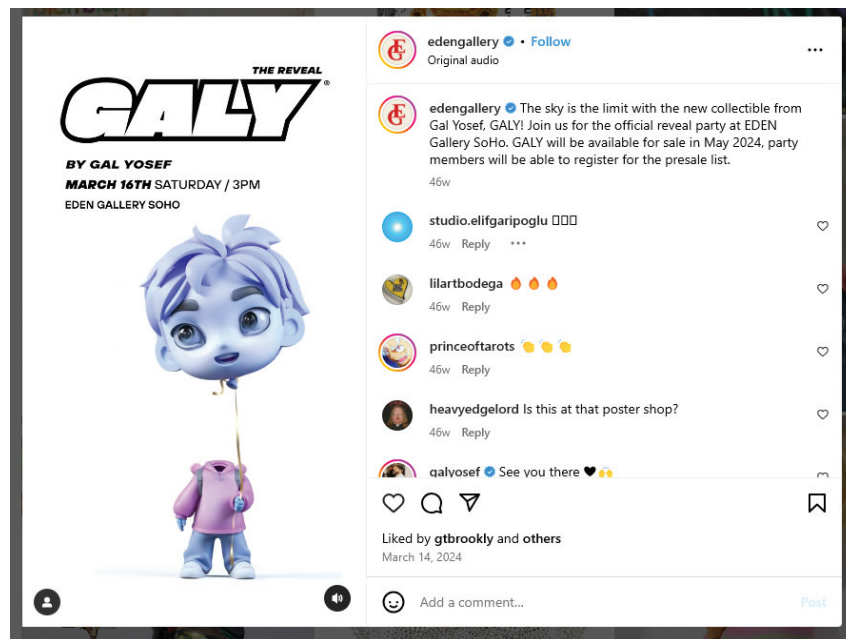 THE REVEAL
GALY®
BY GAL YOSEF
MARCH 16TH SATURDAY / 3PM
EDEN GALLERY SOHO
edengallery • Follow
Original audio
edengallery The sky is the limit with the new collectible from
Gal Yosef, GALY! Join us for the official reveal party at EDEN
Gallery SoHo. GALY will be available for sale in May 2024, party
members will be able to register for the presale list.
46w
studio.elifgaripoglu
46w Reply
lilartbodega 🔥 🔥 🔥
46w Reply
princeoftarots 👏 👏 👏
46w Reply
heavyedgelord Is this at that poster shop?
46w Reply
galyosef See you there 🖤 🙌
Liked by gtbrookly and others
March 14, 2024
Add a comment...
Post